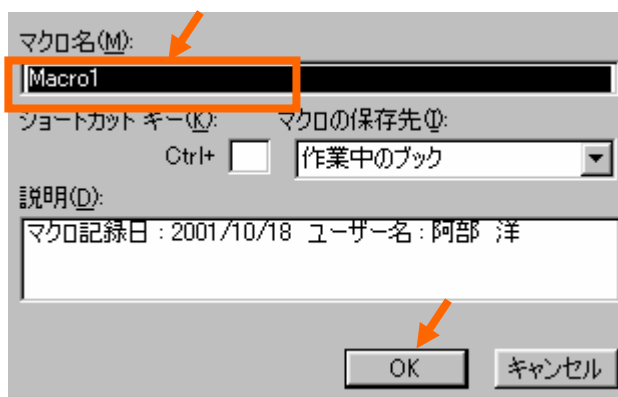 マクロ名(M):
Macro1
ショートカット キー(K): マクロの保存先(I):
Ctrl+ 作業中のブック
説明(D):
マクロ記録日 : 2001/10/18 ユーザー名 : 阿部 洋
OK キャンセル